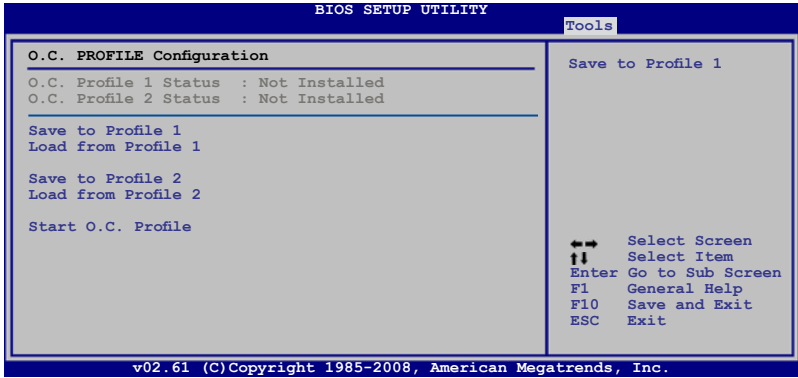 BIOS SETUP UTILITY
Tools
O.C. PROFILE Configuration
O.C. Profile 1 Status : Not Installed
O.C. Profile 2 Status : Not Installed
Save to Profile 1
Load from Profile 1
Save to Profile 2
Load from Profile 2
Start O.C. Profile
Save to Profile 1
←→ Select Screen
↑↓ Select Item
Enter Go to Sub Screen
F1 General Help
F10 Save and Exit
ESC Exit
v02.61 (C)Copyright 1985-2008, American Megatrends, Inc.